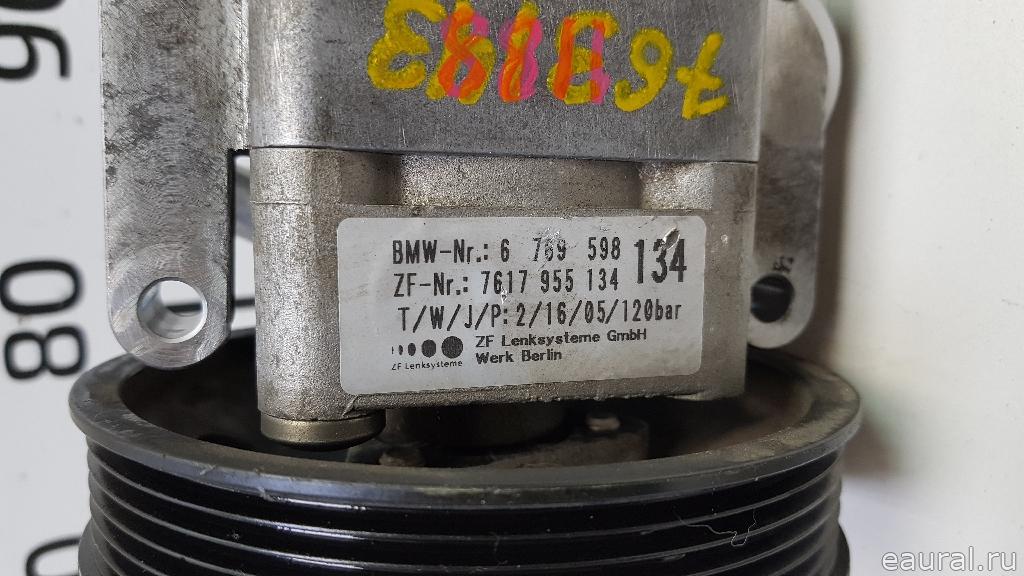 BMW-Nr.: 6 769 598
134
ZF-Nr.: 7617 955 134
T/W/J/P: 2/16/05/120bar
ZF Lenksysteme GmbH
Werk Berlin
ZF Lenksysteme
80
eaural.ru